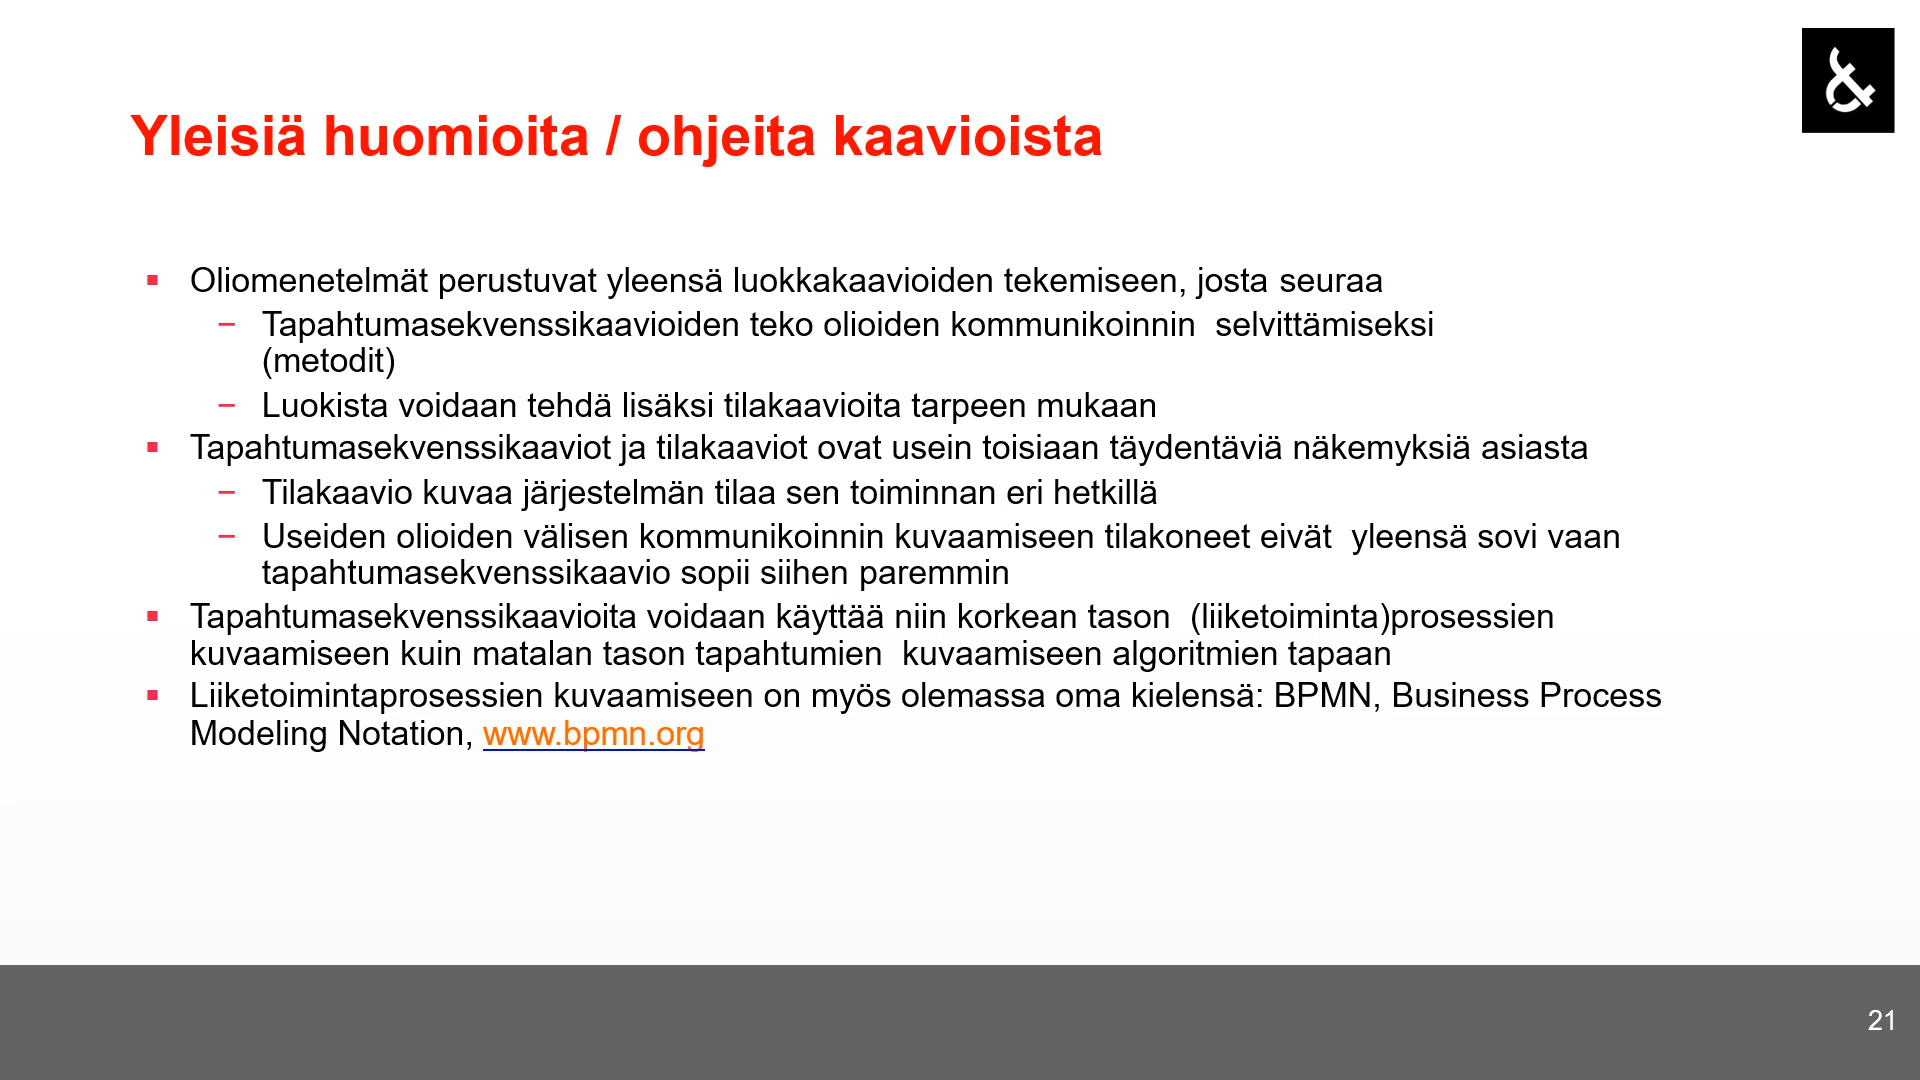 &
Yleisiä huomioita / ohjeita kaavioista
▪ Oliomenetelmät perustuvat yleensä luokkakaavioiden tekemiseen, josta seuraa
− Tapahtumasekvenssikaavioiden teko olioiden kommunikoinnin  selvittämiseksi
(metodit)
− Luokista voidaan tehdä lisäksi tilakaavioita tarpeen mukaan
▪ Tapahtumasekvenssikaaviot ja tilakaaviot ovat usein toisiaan täydentäviä näkemyksiä asiasta
− Tilakaavio kuvaa järjestelmän tilaa sen toiminnan eri hetkillä
− Useiden olioiden välisen kommunikoinnin kuvaamiseen tilakoneet eivät  yleensä sovi vaan
tapahtumasekvenssikaavio sopii siihen paremmin
▪ Tapahtumasekvenssikaavioita voidaan käyttää niin korkean tason  (liiketoiminta)prosessien
kuvaamiseen kuin matalan tason tapahtumien  kuvaamiseen algoritmien tapaan
▪ Liiketoimintaprosessien kuvaamiseen on myös olemassa oma kielensä: BPMN, Business Process
Modeling Notation, www.bpmn.org
21